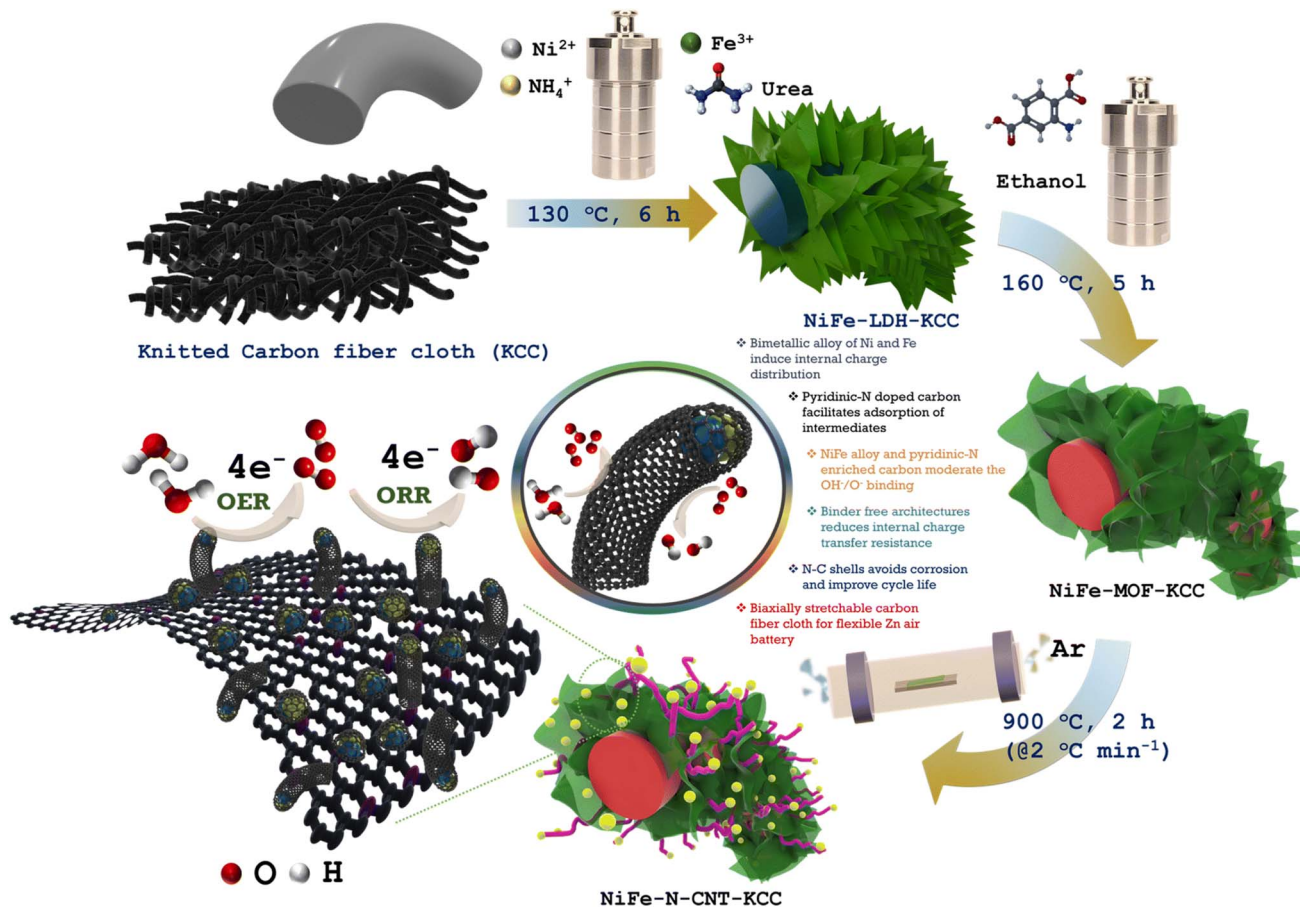 Ni²⁺
NH₄⁺
Fe³⁺
Urea
130 °C, 6 h
Ethanol
160 °C, 5 h
Knitted Carbon fiber cloth (KCC)
NiFe-LDH-KCC
❖ Bimetallic alloy of Ni and Fe
induce internal charge
distribution
❖ Pyridinic-N doped carbon
facilitates adsorption of
intermediates
❖ NiFe alloy and pyridinic-N
enriched carbon moderate the
OH⁻/O⁻ binding
❖ Binder free architectures
reduces internal charge
transfer resistance
❖ N-C shells avoids corrosion
and improve cycle life
❖ Biaxially stretchable carbon
fiber cloth for flexible Zn air
battery
4e⁻
OER
4e⁻
ORR
NiFe-MOF-KCC
Ar
900 °C, 2 h
(@2 °C min⁻¹)
O
H
NiFe-N-CNT-KCC